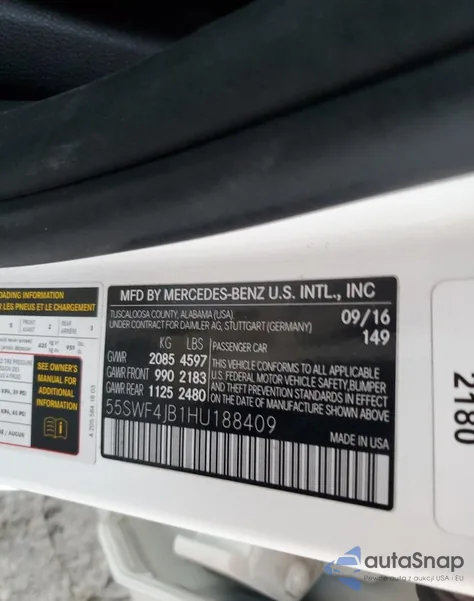 LOADING INFORMATION
LES PNEUS ET LE CHARGEMENT
SEE OWNER'S
MANUAL FOR
ADDITIONAL
INFORMATION
MFD BY MERCEDES-BENZ U.S. INTL., INC
TUSCALOOSA COUNTY, ALABAMA (USA)
UNDER CONTRACT FOR DAIMLER AG, STUTTGART (GERMANY)
09/16
149
KG LBS
GWR 2085 4597
GAWR FRONT 990 2183
GAWR REAR 1125 2480
PASSENGER CAR
THIS VEHICLE CONFORMS TO ALL APPLICABLE
U.S. FEDERAL MOTOR VEHICLE SAFETY,BUMPER
AND THEFT PREVENTION STANDARDS IN EFFECT
ON THE DATE OF MANUFACTURE SHOWN ABOVE
55SWF4JB1HU188409
MADE IN USA
2180
autoSnap